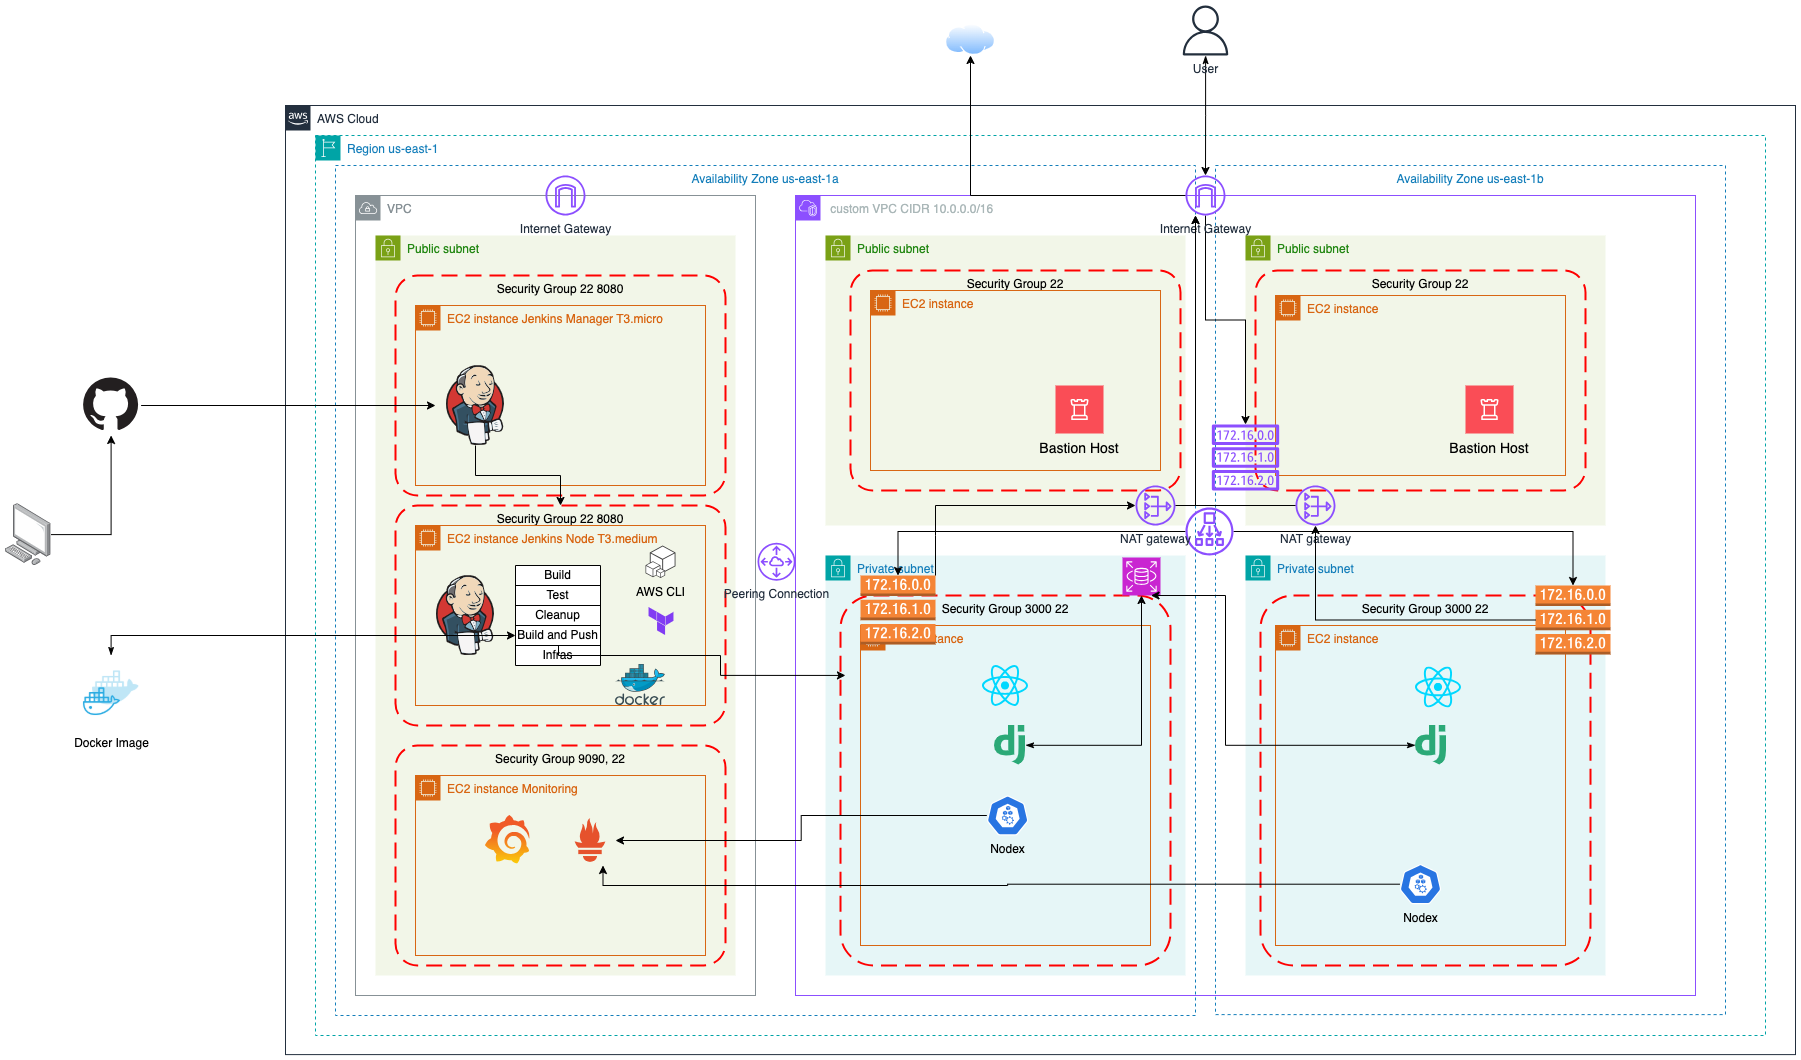 User
aws
AWS Cloud
Region us-east-1
Availability Zone us-east-1a
Availability Zone us-east-1b
VPC
Internet Gateway
custom VPC CIDR 10.0.0.0/16
Internet Gateway
Public subnet
Public subnet
Public subnet
Security Group 22 8080
EC2 instance Jenkins Manager T3.micro
Security Group 22
EC2 instance
Bastion Host
Security Group 22
EC2 instance
Bastion Host
172.16.0.0
172.16.1.0
172.16.2.0
Security Group 22 8080
EC2 instance Jenkins Node T3.medium
Build
Test
Cleanup
Build and Push
Infras
AWS CLI
docker
Peering Connection
NAT gateway
NAT gateway
Private subnet
172.16.0.0
172.16.1.0
172.16.2.0
Security Group 3000 22
Private subnet
Security Group 3000 22
EC2 instance
172.16.0.0
172.16.1.0
172.16.2.0
dj
dj
Docker Image
Security Group 9090, 22
EC2 instance Monitoring
Nodex
Nodex